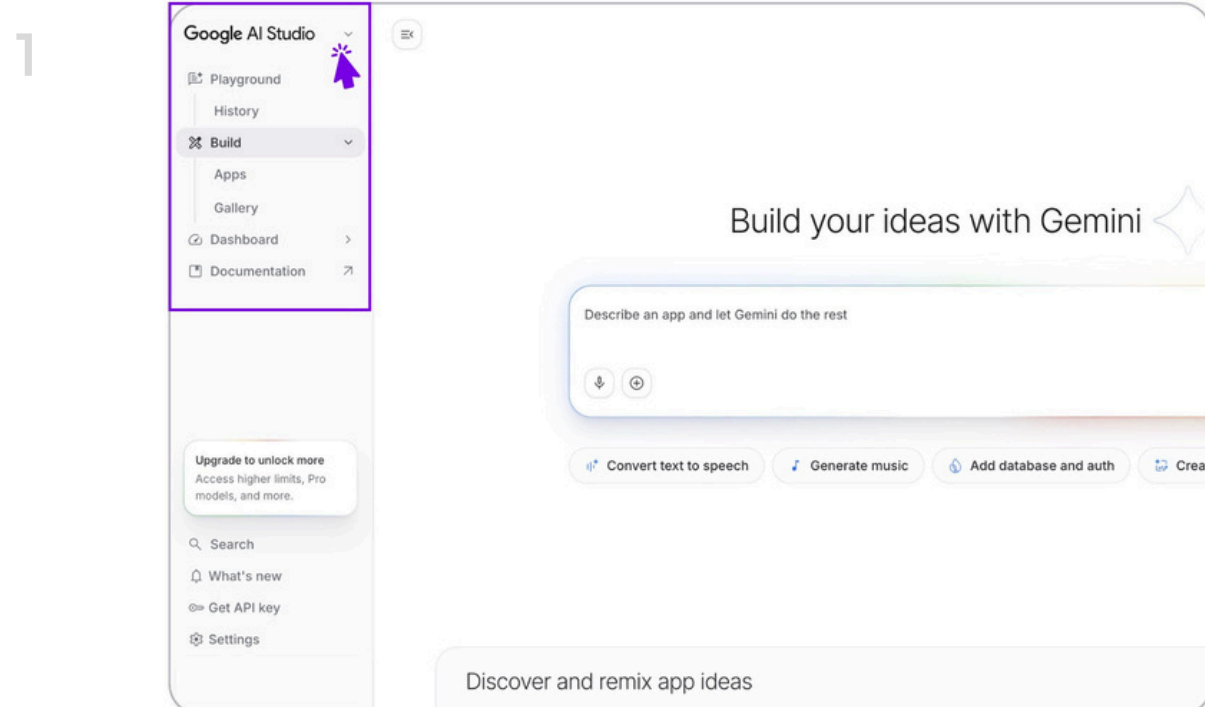 1
Google AI Studio
Playground
History
Build
Apps
Gallery
Dashboard
Documentation
Build your ideas with Gemini
Describe an app and let Gemini do the rest
Convert text to speech
Generate music
Add database and auth
Crea
Upgrade to unlock more
Access higher limits, Pro
models, and more.
Search
What's new
Get API key
Settings
Discover and remix app ideas